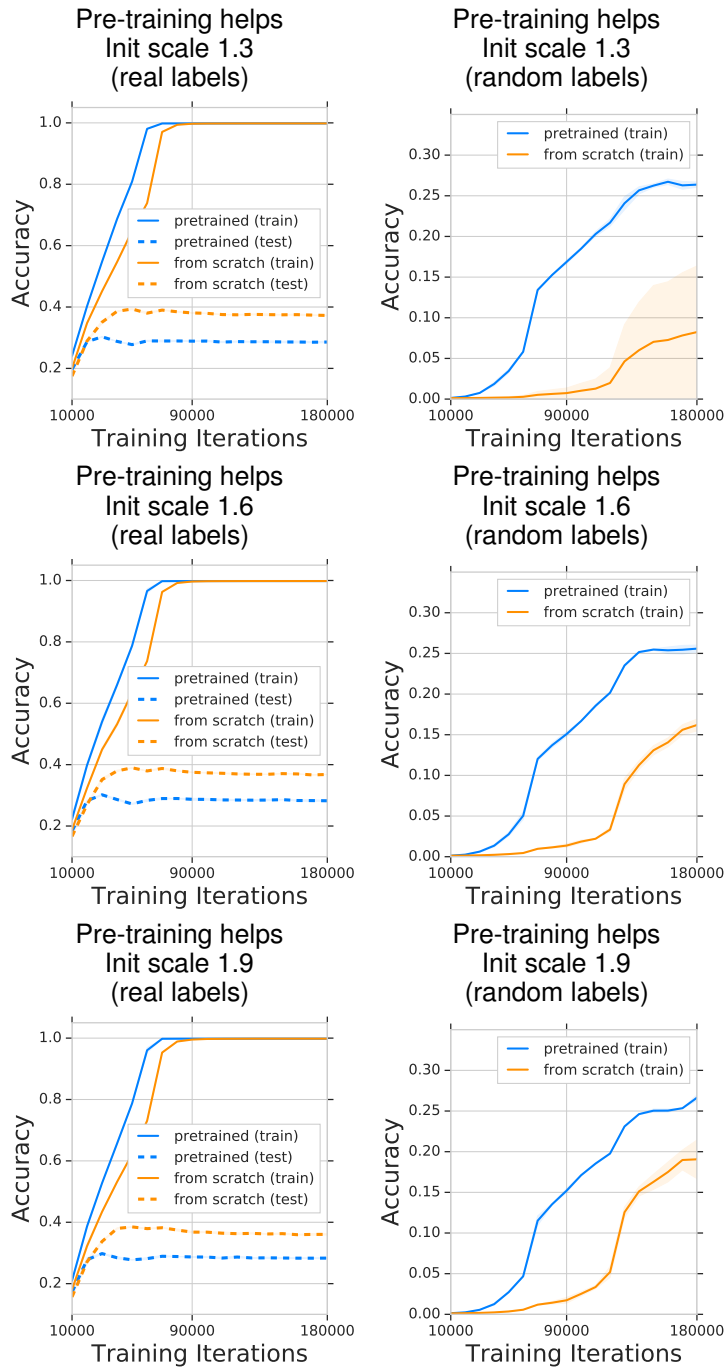 Pre-training helps
Init scale 1.3
(real labels)
Accuracy
1.0
0.8
0.6
0.4
0.2
pretrained (train)
pretrained (test)
from scratch (train)
from scratch (test)
10000
90000
180000
Training Iterations
Pre-training helps
Init scale 1.3
(random labels)
Accuracy
0.30
0.25
0.20
0.15
0.10
0.05
0.00
pretrained (train)
from scratch (train)
10000
90000
180000
Training Iterations
Pre-training helps
Init scale 1.6
(real labels)
Accuracy
1.0
0.8
0.6
0.4
0.2
pretrained (train)
pretrained (test)
from scratch (train)
from scratch (test)
10000
90000
180000
Training Iterations
Pre-training helps
Init scale 1.6
(random labels)
Accuracy
0.30
0.25
0.20
0.15
0.10
0.05
0.00
pretrained (train)
from scratch (train)
10000
90000
180000
Training Iterations
Pre-training helps
Init scale 1.9
(real labels)
Accuracy
1.0
0.8
0.6
0.4
0.2
pretrained (train)
pretrained (test)
from scratch (train)
from scratch (test)
10000
90000
180000
Training Iterations
Pre-training helps
Init scale 1.9
(random labels)
Accuracy
0.30
0.25
0.20
0.15
0.10
0.05
0.00
pretrained (train)
from scratch (train)
10000
90000
180000
Training Iterations